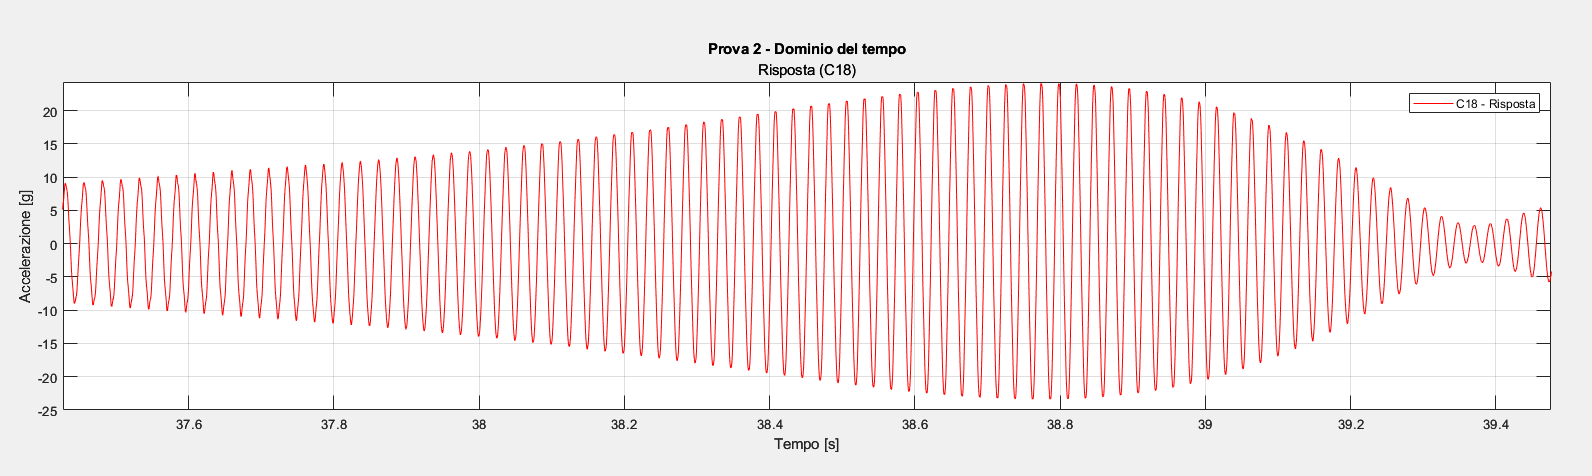 Prova 2 - Dominio del tempo
Risposta (C18)
C18 - Risposta
Accelerazione [g]
20
15
10
5
0
-5
-10
-15
-20
-25
37.6 37.8 38 38.2 38.4 38.6 38.8 39 39.2 39.4
Tempo [s]